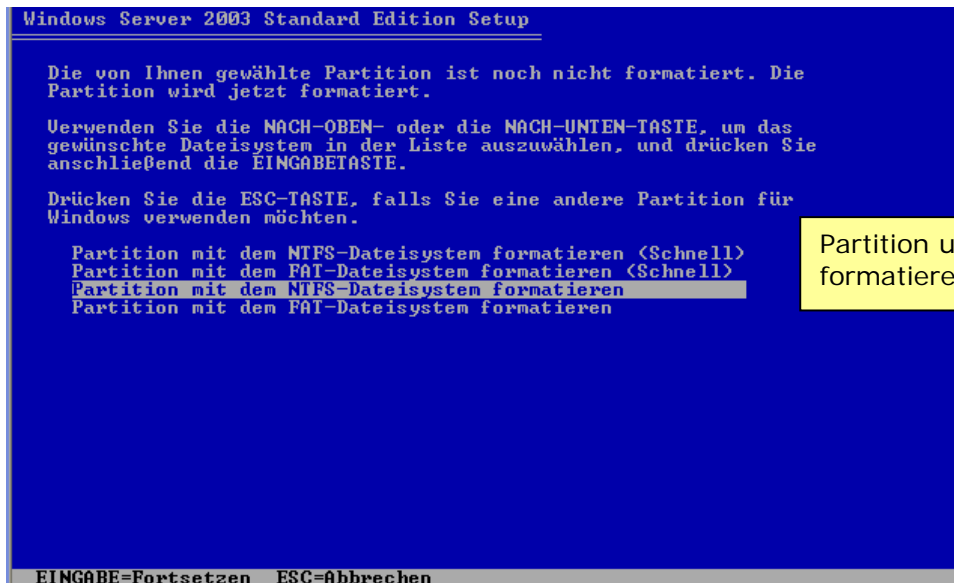 Windows Server 2003 Standard Edition Setup
Die von Ihnen gewählte Partition ist noch nicht formatiert. Die
Partition wird jetzt formatiert.
Verwenden Sie die NACH-OBEN- oder die NACH-UNTEN-TASTE, um das
gewünschte Dateisystem in der Liste auszuwählen, und drücken Sie
anschließend die EINGABETASTE.
Drücken Sie die ESC-TASTE, falls Sie eine andere Partition für
Windows verwenden möchten.
Partition mit dem NTFS-Dateisystem formatieren (Schnell)
Partition mit dem FAT-Dateisystem formatieren (Schnell)
Partition mit dem NTFS-Dateisystem formatieren
Partition mit dem FAT-Dateisystem formatieren
Partition
EINGABE=Fortsetzen ESC=Abbrechen